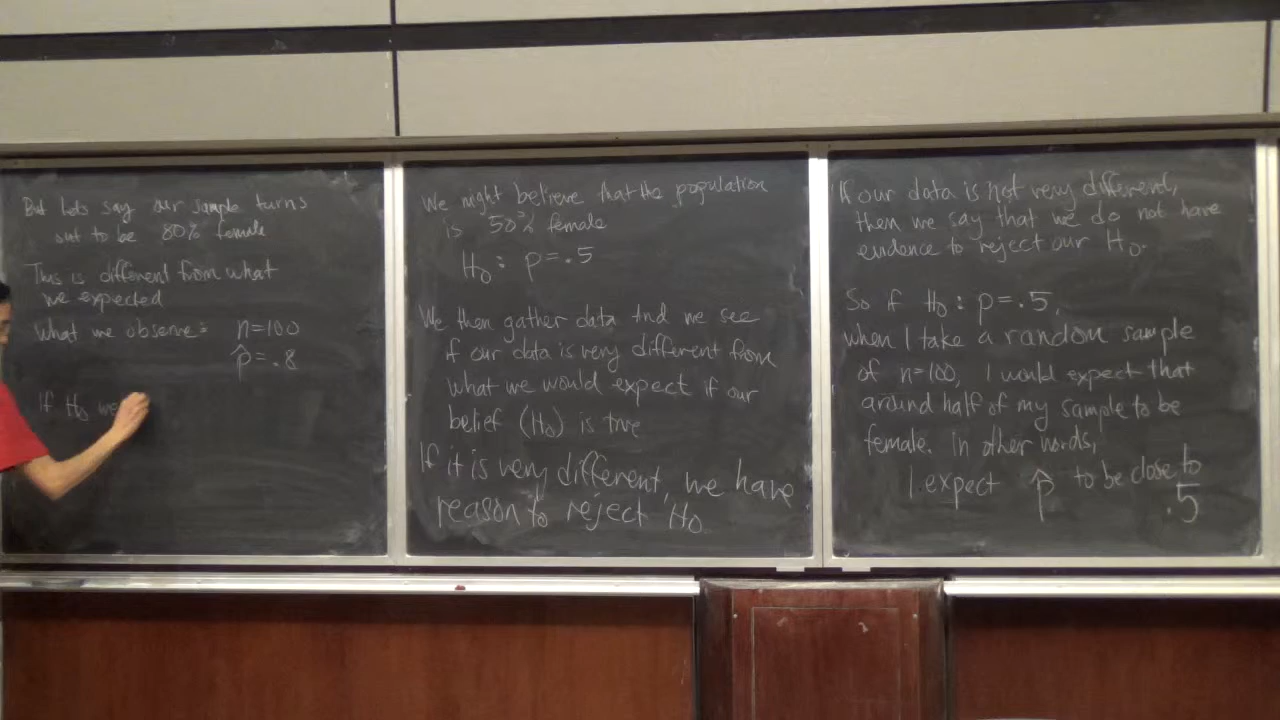 But lets say our sample turns
out to be 80% female
This is different from what
we expected
What we observe: n=100
p̂=.8
If H₀ we
We might believe that the population
is 50% female
H₀: p=.5
We then gather data and we see
if our data is very different from
what we would expect if our
belief (H₀) is true
If it is very different, we have
reason to reject H₀
If our data is not very different,
then we say that we do not have
evidence to reject our H₀.
So if H₀: p=.5,
when I take a random sample
of n=100, I would expect that
around half of my sample to be
female. in other words,
I expect p̂ to be close to
.5